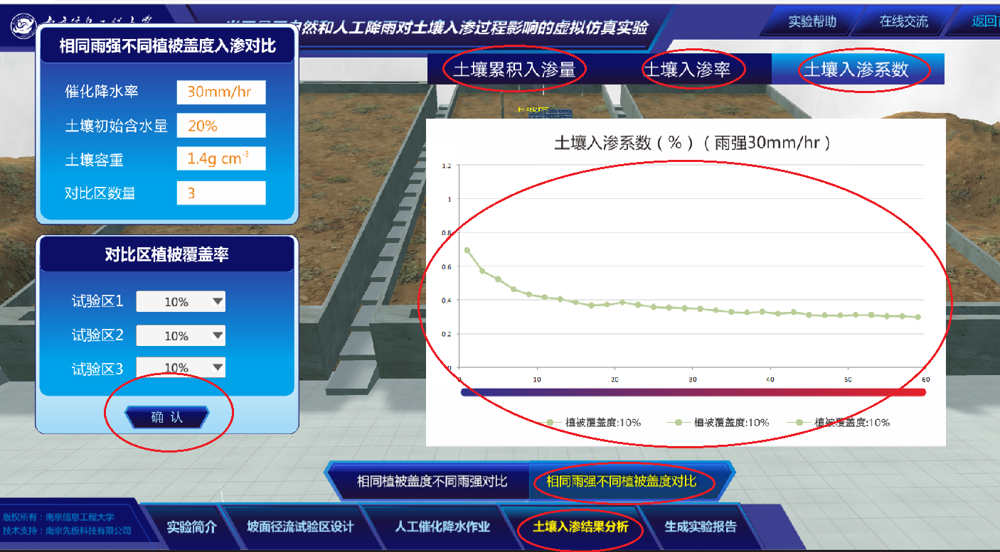 南京信息工程大学
然和人工降雨对土壤入渗过程影响的虚拟仿真实验
实验帮助
在线交流
返回
相同雨强不同植被盖度入渗对比
催化降水率 30mm/hr
土壤初始含水量 20%
土壤容重 1.4g cm⁻³
对比区数量 3
对比区植被覆盖率
试验区1 10%
试验区2 10%
试验区3 10%
确 认
土壤累积入渗量
土壤入渗率
土壤入渗系数
土壤入渗系数（%）（雨强30mm/hr）
1.2
1
0.8
0.6
0.4
0.2
0
0 10 20 30 40 50 60
植被覆盖度:10% 植被覆盖度:10% 植被覆盖度:10%
相同植被盖度不同雨强对比
相同雨强不同植被盖度对比
版权所有：南京信息工程大学
技术支持：南京先极科技有限公司
实验简介
坡面径流试验区设计
人工催化降水作业
土壤入渗结果分析
生成实验报告